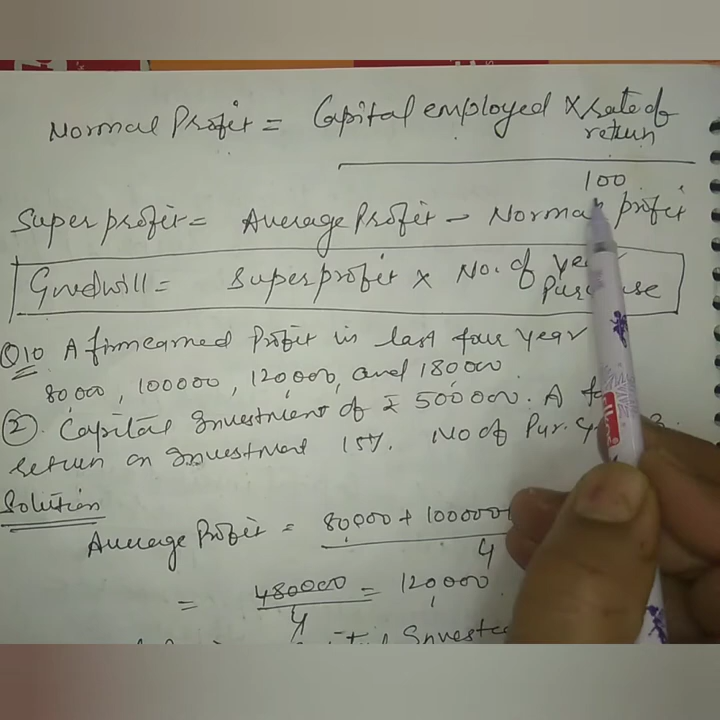 Normal Profit = Capital employed x rate of
return
100
Super profit = Average Profit - Normal profit
Goodwill = Super profit x No. of year
Purchase
Q10 A firm earned Profit in last four year
80000, 100000, 120000, and 180000.
② Capital Investment of ₹ 500000. A
return on Investment 15%. No of Pur. 3
Solution
Average Profit = 80000 + 100000
4
= 480000 = 120000
4
Invested